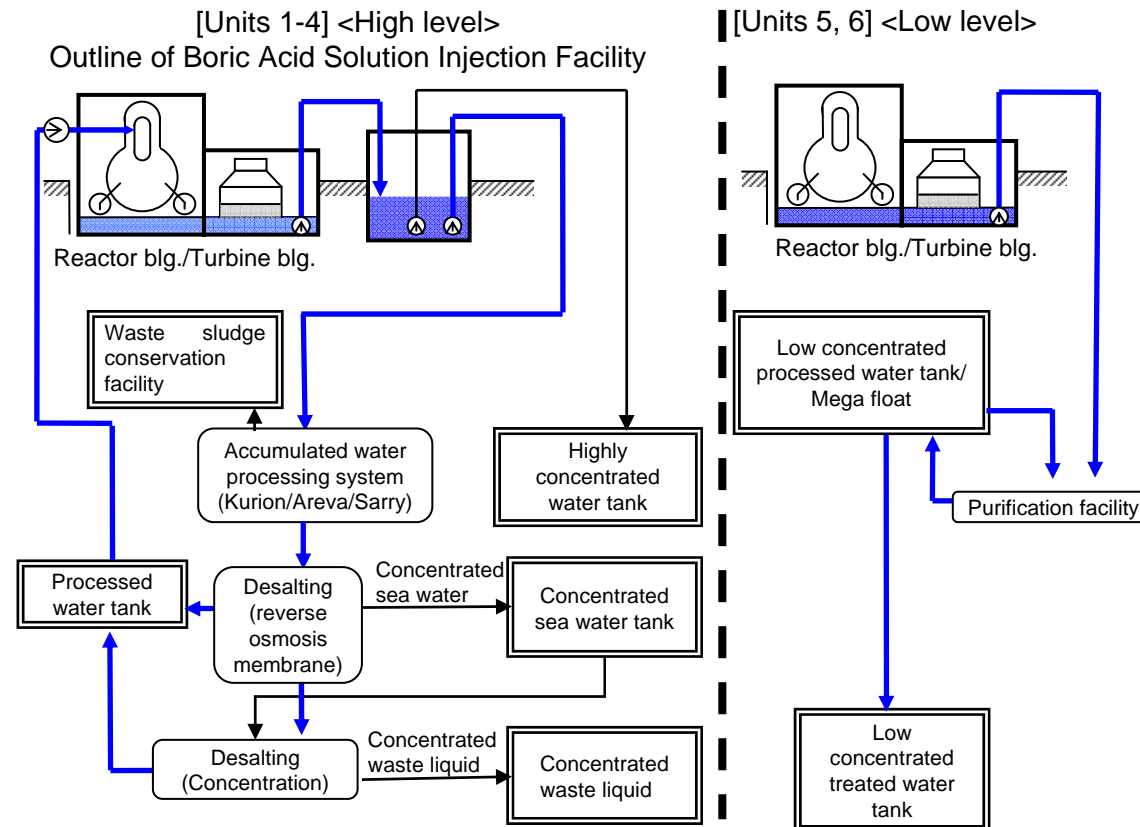 [Units 1-4] <High level>
Outline of Boric Acid Solution Injection Facility
Reactor blg./Turbine blg.
Waste sludge
conservation
facility
Accumulated water
processing system
(Kurion/Areva/Sarry)
Highly
concentrated
water tank
Processed
water tank
Desalting
(reverse
osmosis
membrane)
Concentrated
sea water
Concentrated
sea water tank
Desalting
(Concentration)
Concentrated
waste liquid
Concentrated
waste liquid
[Units 5, 6] <Low level>
Reactor blg./Turbine blg.
Low concentrated
processed water tank/
Mega float
Purification facility
Low
concentrated
treated water
tank